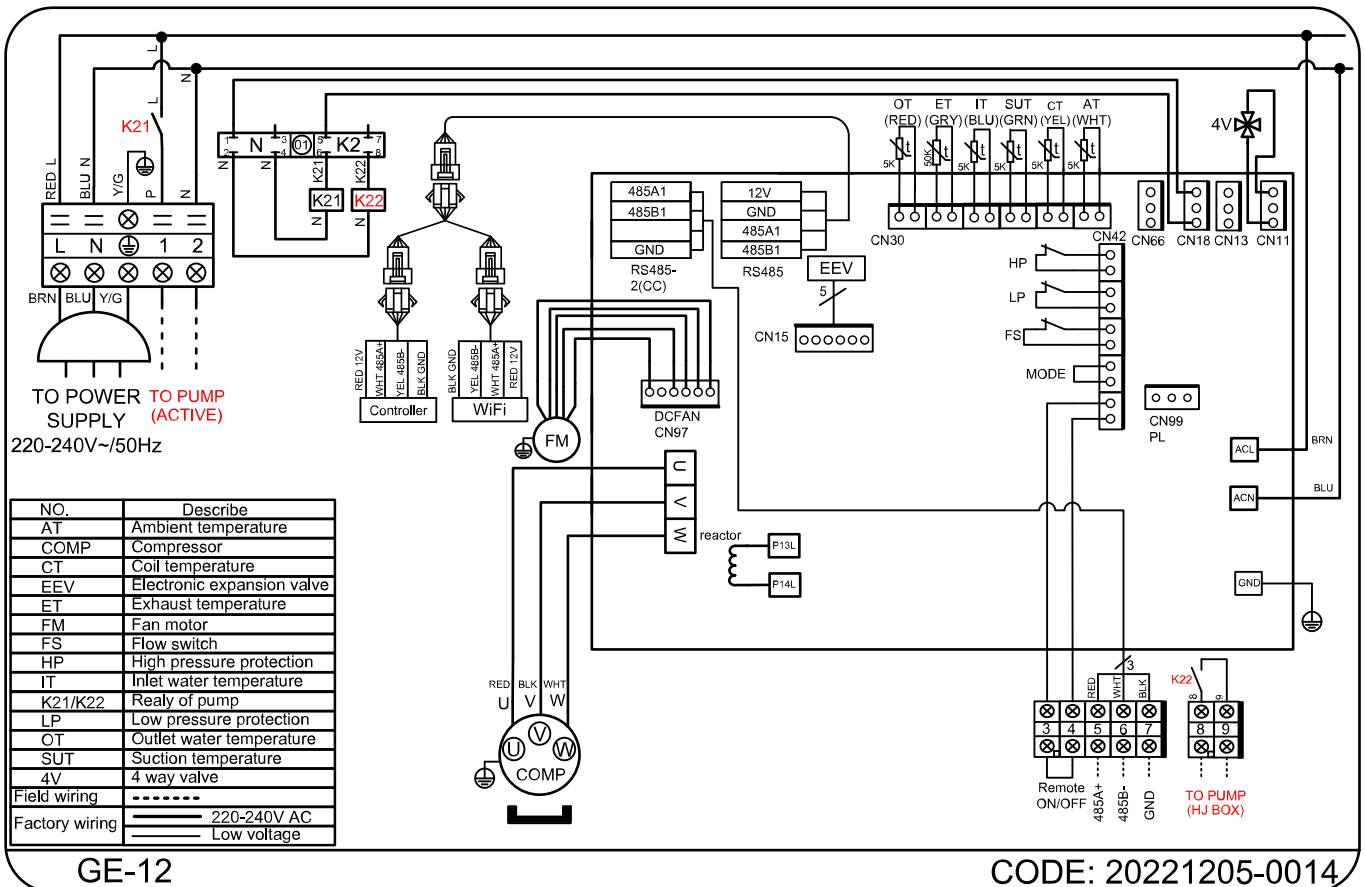 L
N
K21
L
RED L
BLU N
Y/G
P
N
L N 1 2
BRN BLU Y/G
TO POWER
SUPPLY
220-240V~/50Hz
TO PUMP
(ACTIVE)
1 2 N 3 4 01 5 6 K2 7 8
N N K21 K22
K21 K22
N N
RED 12V
WHT 485A+
YEL 485B-
BLK GND
Controller
BLK GND
YEL 485B-
WHT 485A+
RED 12V
WiFi
485A1
485B1
GND
RS485-
2(CC)
12V
GND
485A1
485B1
RS485
EEV
5
CN15
OT ET IT SUT CT AT
(RED) (GRY) (BLU) (GRN) (YEL) (WHT)
t t t t t t
5K 50K 5K 5K 5K 5K
CN30
4V
CN42 CN66 CN18 CN13 CN11
HP
LP
FS
MODE
CN99
PL
DCFAN
CN97
FM
U
V
W
reactor
P13L
P14L
ACL
BRN
ACN
BLU
GND
RED BLK WHT
U V W
U V W
COMP
3
RED WHT BLK
3 4 5 6 7
Remote
ON/OFF
485A+
485B-
GND
K22
8 9
8 9
TO PUMP
(HJ BOX)
NO. Describe
AT Ambient temperature
COMP Compressor
CT Coil temperature
EEV Electronic expansion valve
ET Exhaust temperature
FM Fan motor
FS Flow switch
HP High pressure protection
IT Inlet water temperature
K21/K22 Realy of pump
LP Low pressure protection
OT Outlet water temperature
SUT Suction temperature
4V 4 way valve
Field wiring
Factory wiring 220-240V AC
Low voltage
GE-12
CODE: 20221205-0014